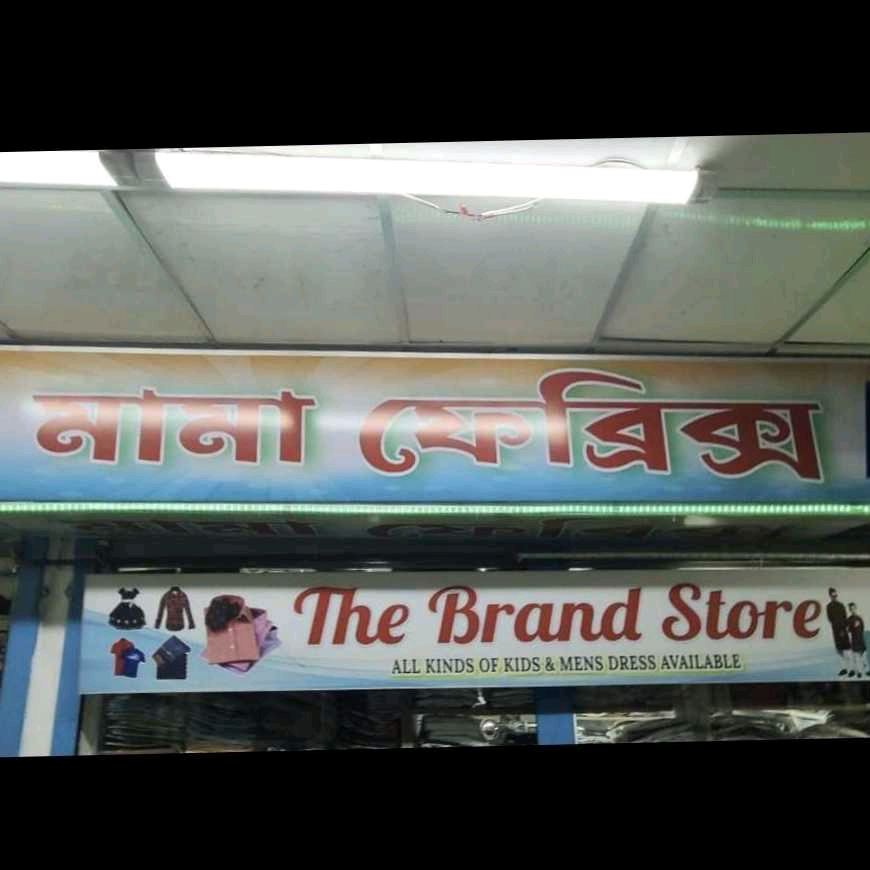 মামা ফেব্রিক্স
The Brand Store
ALL KINDS OF KIDS & MENS DRESS AVAILABLE